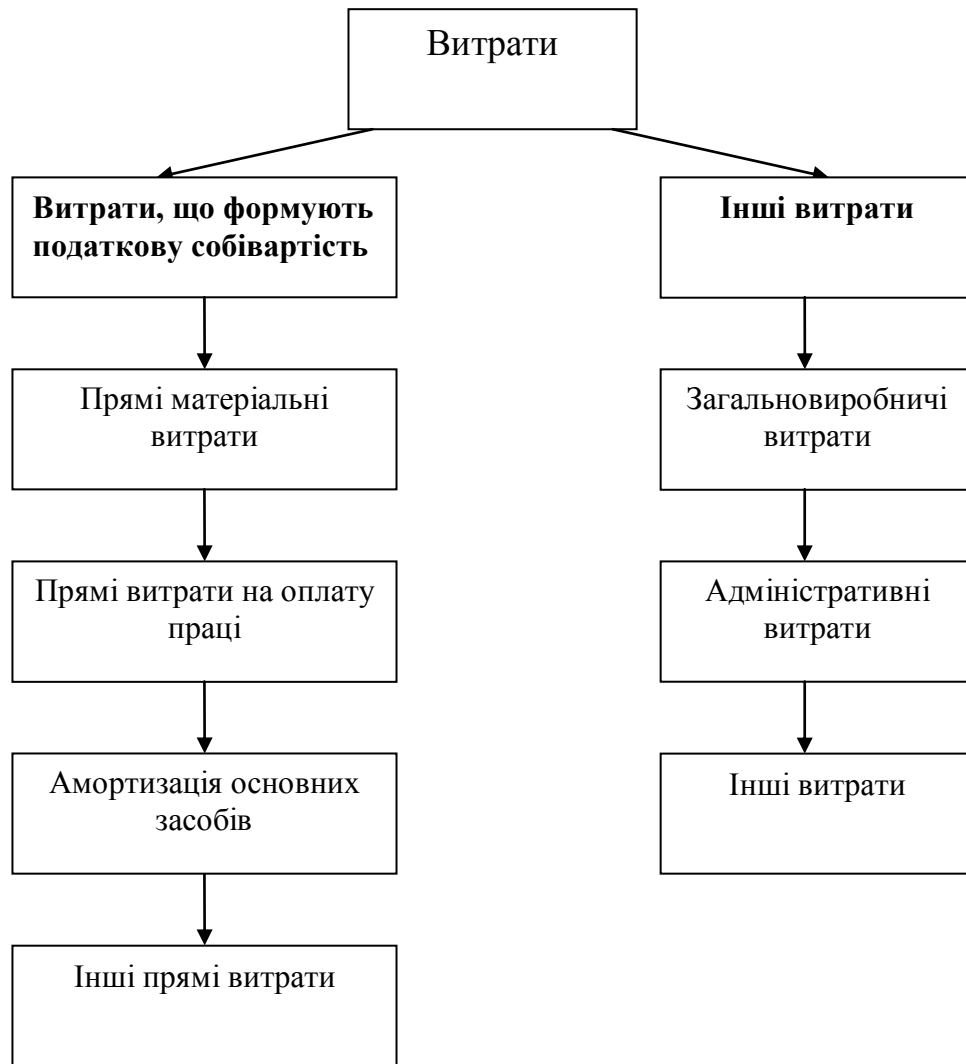 Витрати
Витрати, що формують
податкову собівартість
Інші витрати
Прямі матеріальні
витрати
Загальновиробничі
витрати
Прямі витрати на оплату
праці
Адміністративні
витрати
Амортизація основних
засобів
Інші витрати
Інші прямі витрати